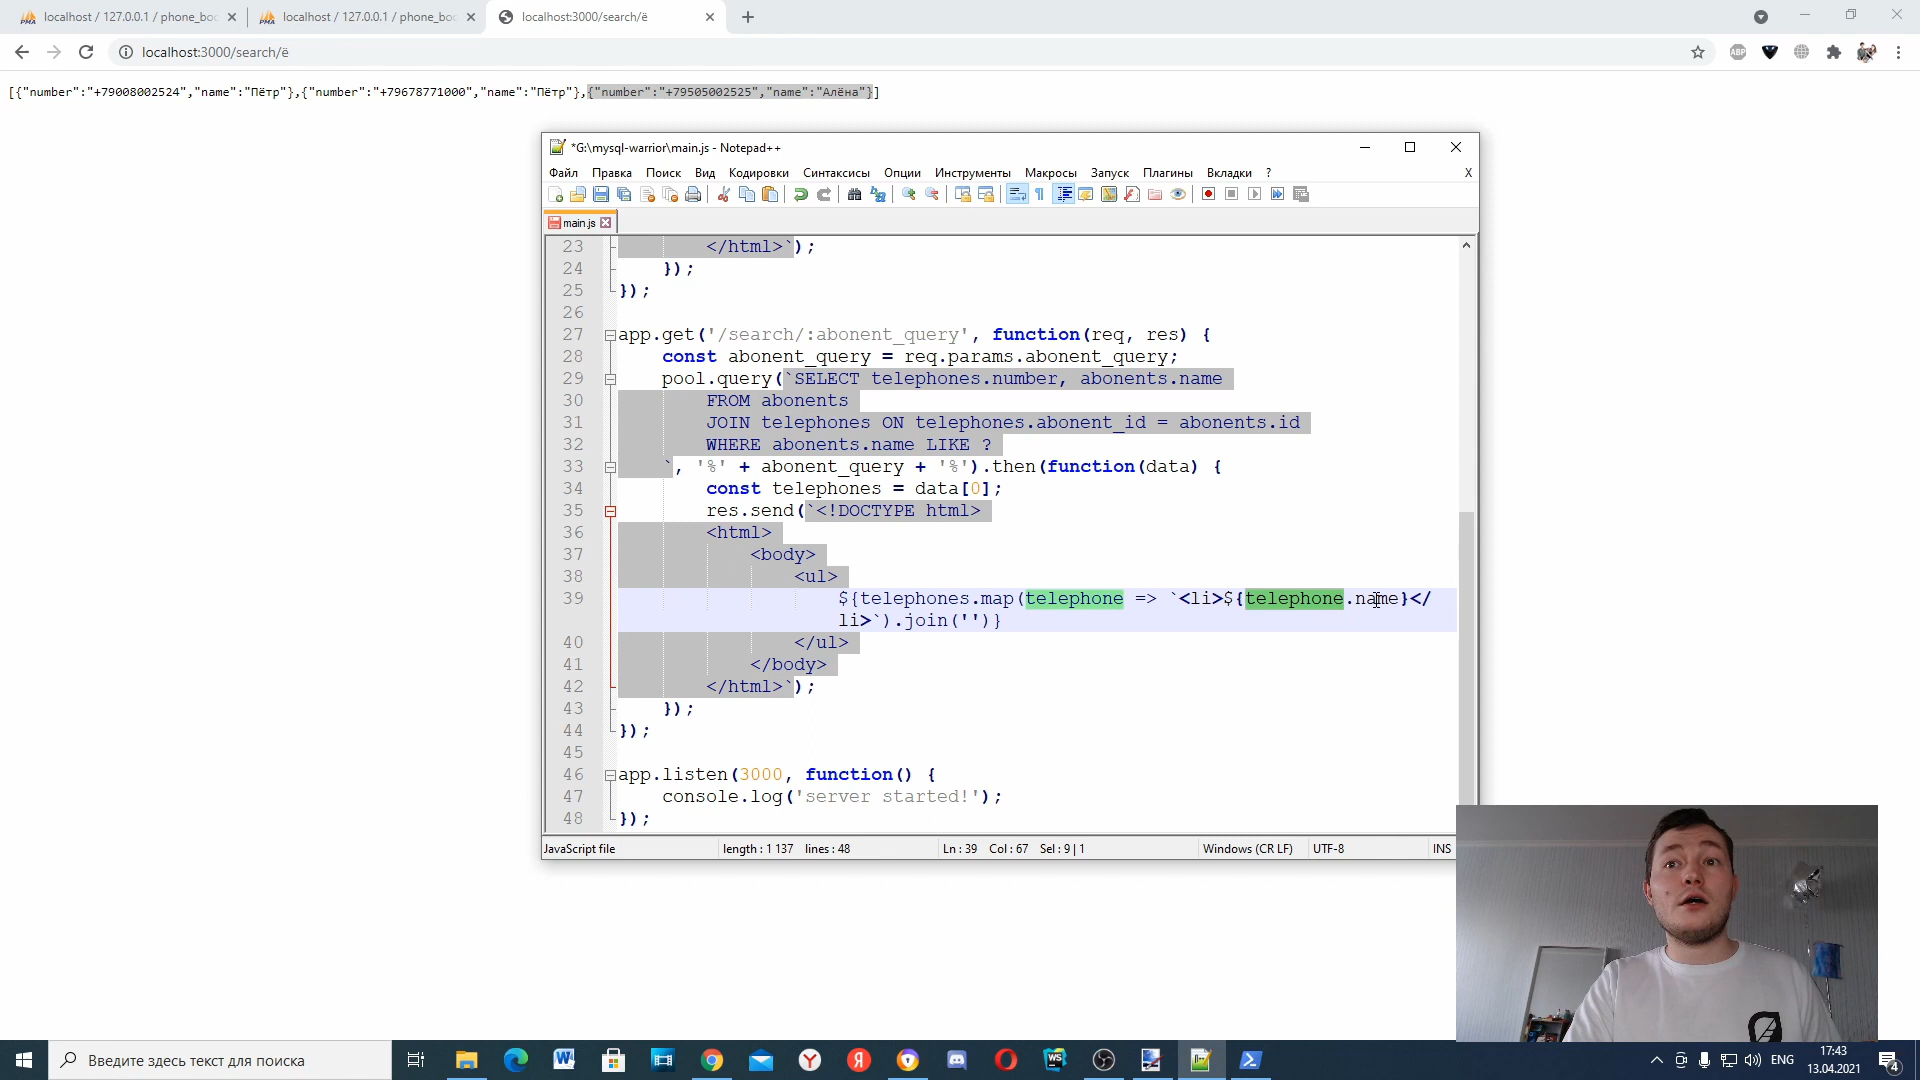 localhost / 127.0.0.1 / phone_boo
localhost / 127.0.0.1 / phone_boo
localhost:3000/search/ё
localhost:3000/search/ё
ABP
[{"number":"+79008002524","name":"Пётр"},{"number":"+79678771000","name":"Пётр"},{"number":"+79505002525","name":"Алёна"}]
*G:\mysql-warrior\main.js - Notepad++
Файл Правка Поиск Вид Кодировки Синтаксисы Опции Инструменты Макросы Запуск Плагины Вкладки ? X
main.js
23 </html>`);
24 });
25 });
26
27 app.get('/search/:abonent_query', function(req, res) {
28 const abonent_query = req.params.abonent_query;
29 pool.query(`SELECT telephones.number, abonents.name
30 FROM abonents
31 JOIN telephones ON telephones.abonent_id = abonents.id
32 WHERE abonents.name LIKE ?
33 `, '%' + abonent_query + '%').then(function(data) {
34 const telephones = data[0];
35 res.send(`<!DOCTYPE html>
36 <html>
37 <body>
38 <ul>
39 ${telephones.map(telephone => `<li>${telephone.name}</
li>`).join('')}
40 </ul>
41 </body>
42 </html>`);
43 });
44 });
45
46 app.listen(3000, function() {
47 console.log('server started!');
48 });
JavaScript file length : 1 137 lines : 48 Ln : 39 Col : 67 Sel : 9 | 1 Windows (CR LF) UTF-8 INS
Введите здесь текст для поиска
ENG
17:43
13.04.2021
4